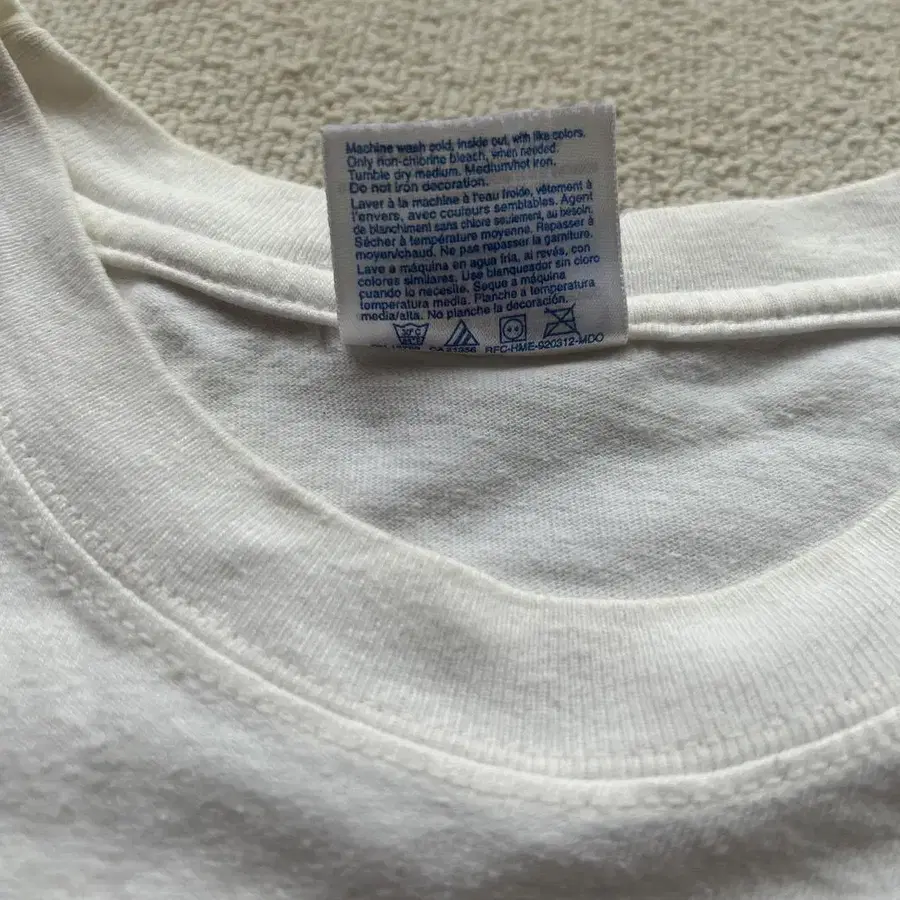 Machine wash cold, inside out, with like colors.
Only non-chlorine bleach, when needed.
Tumble dry medium. Medium/hot iron.
Do not iron decoration.
Laver à la machine à l'eau froide, vêtement à
l'envers, avec couleurs semblables. Agent
de blanchiment sans chlore seulement, au besoin.
Sécher à température moyenne. Repasser à
moyen/chaud. Ne pas repasser la garniture.
Lave a máquina en agua fria, al revés, con
colores similares. Use blanqueador sin cloro
cuando lo necesite. Seque a máquina
temperatura media. Planche a temperatura
media/alta. No planche la decoración.
RFC-HME-920312-MDO